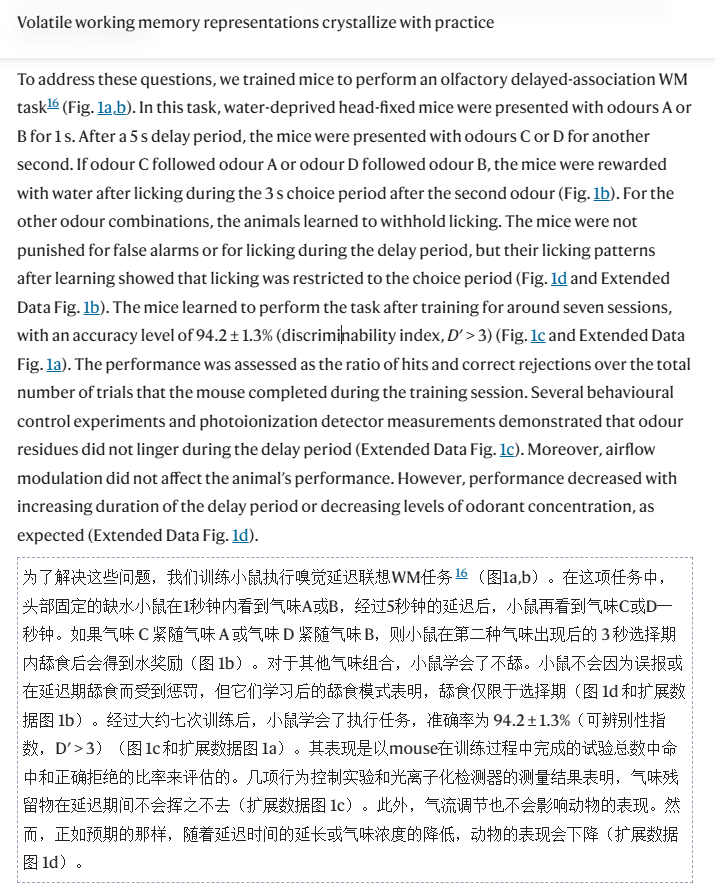 Volatile working memory representations crystallize with practice
To address these questions, we trained mice to perform an olfactory delayed-association WM
task16 (Fig. 1a,b). In this task, water-deprived head-fixed mice were presented with odours A or
B for 1 s. After a 5 s delay period, the mice were presented with odours C or D for another
second. If odour C followed odour A or odour D followed odour B, the mice were rewarded
with water after licking during the 3 s choice period after the second odour (Fig. 1b). For the
other odour combinations, the animals learned to withhold licking. The mice were not
punished for false alarms or for licking during the delay period, but their licking patterns
after learning showed that licking was restricted to the choice period (Fig. 1d and Extended
Data Fig. 1b). The mice learned to perform the task after training for around seven sessions,
with an accuracy level of 94.2 ± 1.3% (discriminability index, D′ > 3) (Fig. 1c and Extended Data
Fig. 1a). The performance was assessed as the ratio of hits and correct rejections over the total
number of trials that the mouse completed during the training session. Several behavioural
control experiments and photoionization detector measurements demonstrated that odour
residues did not linger during the delay period (Extended Data Fig. 1c). Moreover, airflow
modulation did not affect the animal's performance. However, performance decreased with
increasing duration of the delay period or decreasing levels of odorant concentration, as
expected (Extended Data Fig. 1d).
为了解决这些问题，我们训练小鼠执行嗅觉延迟联想WM任务 16 （图1a,b）。在这项任务中，
头部固定的缺水小鼠在1秒钟内看到气味A或B，经过5秒钟的延迟后，小鼠再看到气味C或D一
秒钟。如果气味 C 紧随气味 A 或气味 D 紧随气味 B，则小鼠在第二种气味出现后的 3 秒选择期
内舔食后会得到水奖励（图 1b）。对于其他气味组合，小鼠学会了不舔。小鼠不会因为误报或
在延迟期舔食而受到惩罚，但它们学习后的舔食模式表明，舔食仅限于选择期（图 1d 和扩展数
据图 1b）。经过大约七次训练后，小鼠学会了执行任务，准确率为 94.2 ± 1.3%（可辨别性指
数，D′ > 3）（图 1c 和扩展数据图 1a）。其表现是以mouse在训练过程中完成的试验总数中命
中和正确拒绝的比率来评估的。几项行为控制实验和光离子化检测器的测量结果表明，气味残
留物在延迟期间不会挥之不去（扩展数据图 1c）。此外，气流调节也不会影响动物的表现。然
而，正如预期的那样，随着延迟时间的延长或气味浓度的降低，动物的表现会下降（扩展数据
图 1d）。